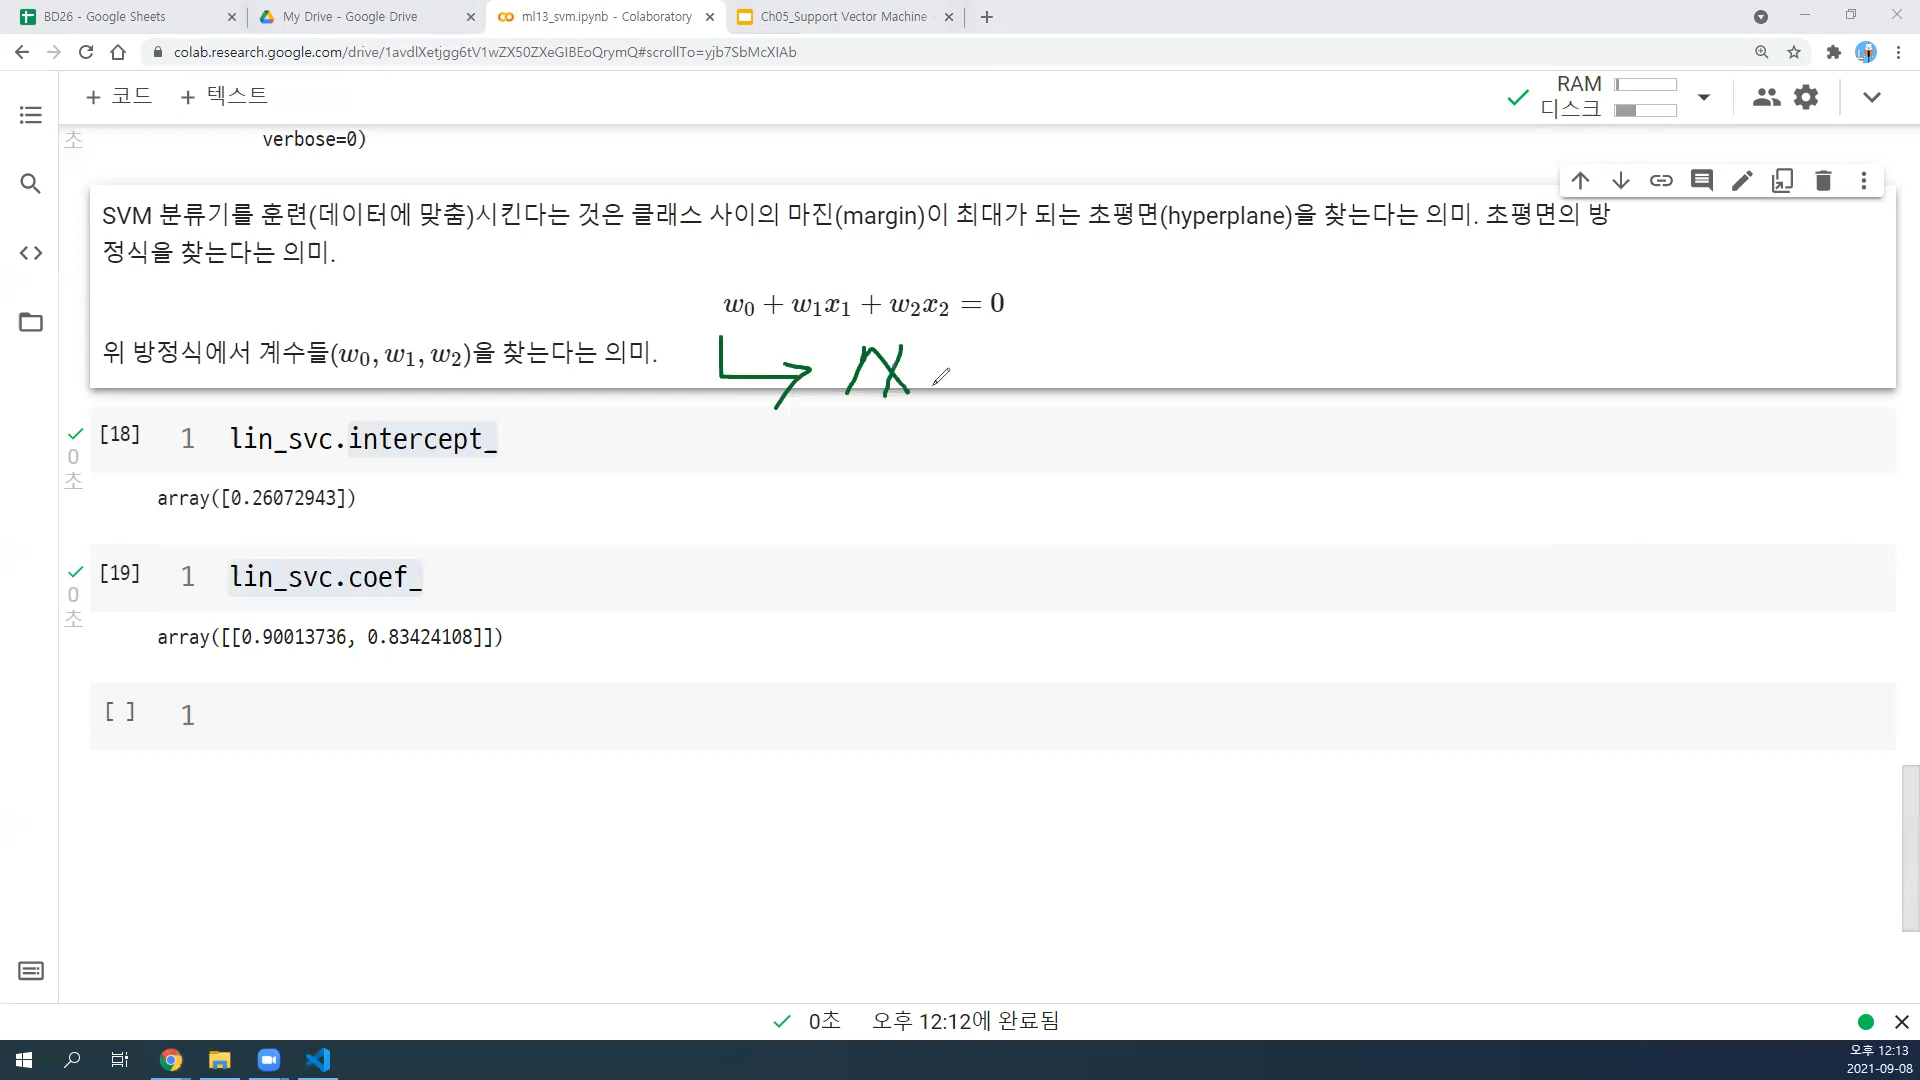 BD26 - Google Sheets
My Drive - Google Drive
ml13_svm.ipynb - Colaboratory
Ch05_Support Vector Machine
colab.research.google.com/drive/1avdlXetjgg6tV1wZX50ZXeGIBEoQrymQ#scrollTo=yjb7SbMcXIAb
+ 코드 + 텍스트
RAM
디스크
초
verbose=0)
SVM 분류기를 훈련(데이터에 맞춤)시킨다는 것은 클래스 사이의 마진(margin)이 최대가 되는 초평면(hyperplane)을 찾는다는 의미. 초평면의 방
정식을 찾는다는 의미.
w₀ + w₁x₁ + w₂x₂ = 0
위 방정식에서 계수들(w₀, w₁, w₂)을 찾는다는 의미.
[18] 1 lin_svc.intercept_
0
초
array([0.26072943])
[19] 1 lin_svc.coef_
0
초
array([[0.90013736, 0.83424108]])
[ ] 1
0초 오후 12:12에 완료됨
오후 12:13
2021-09-08